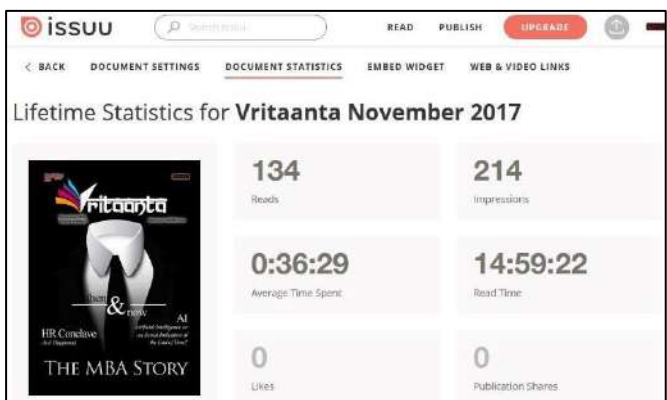 issuu
READ PUBLISH UPGRADE
< BACK DOCUMENT SETTINGS DOCUMENT STATISTICS EMBED WIDGET WEB & VIDEO LINKS
Lifetime Statistics for Vritaanta November 2017
134
Reads
214
Impressions
0:36:29
Average Time Spent
14:59:22
Read Time
0
Likes
0
Publication Shares
Vritaanta
then
&
now
HR Conclave
AI
THE MBA STORY